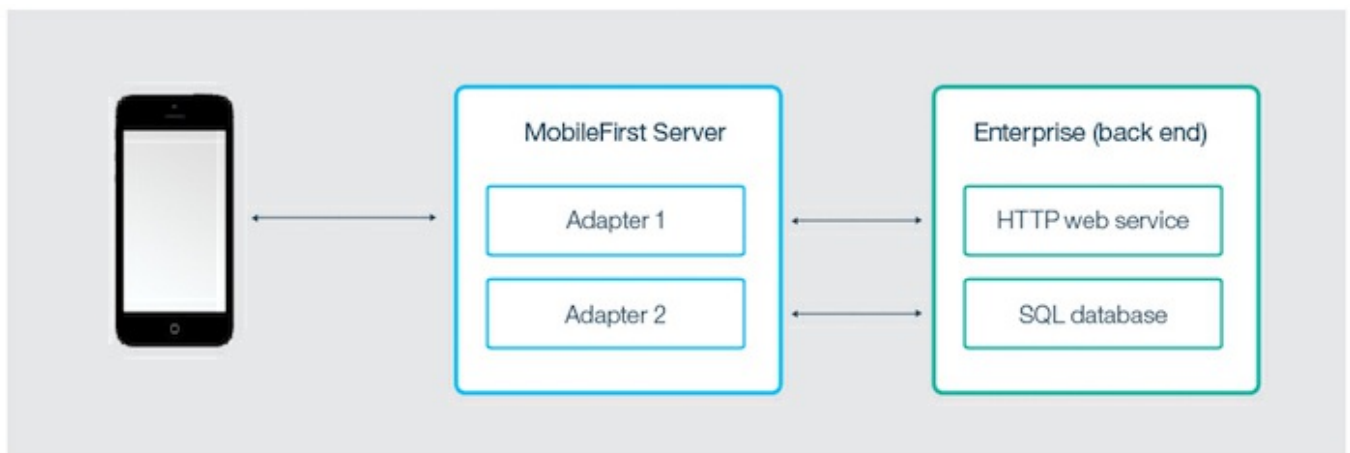 MobileFirst Server
Adapter 1
Adapter 2
Enterprise (back end)
HTTP web service
SQL database